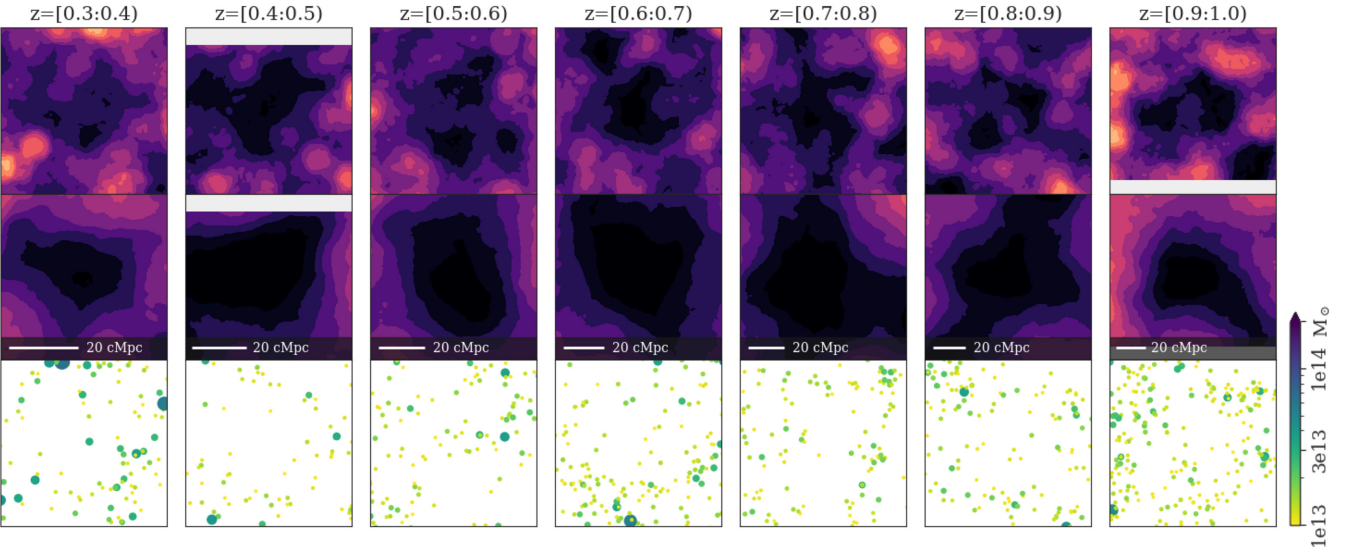 z=[0.3:0.4) z=[0.4:0.5) z=[0.5:0.6) z=[0.6:0.7) z=[0.7:0.8) z=[0.8:0.9) z=[0.9:1.0)
20 cMpc 20 cMpc 20 cMpc 20 cMpc 20 cMpc 20 cMpc 20 cMpc
M⊙
1e14
3e13
1e13